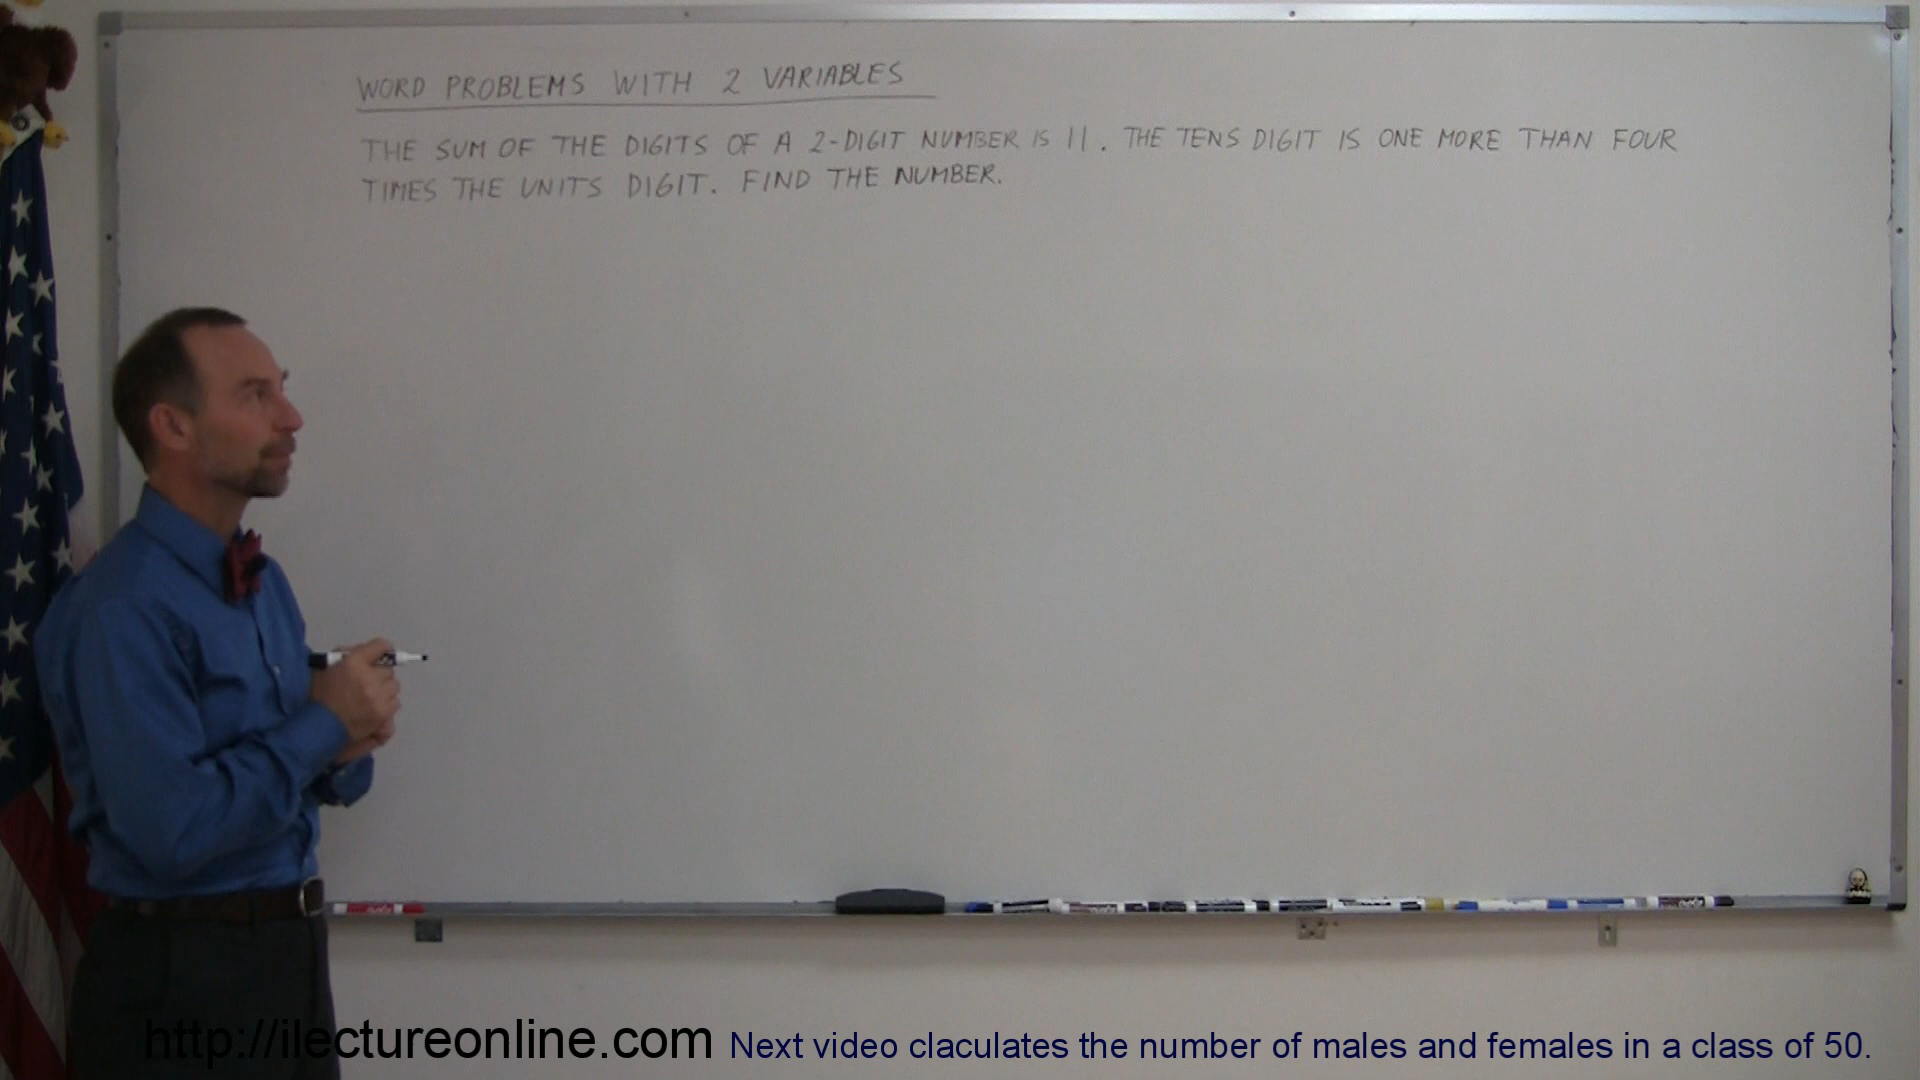 WORD PROBLEMS WITH 2 VARIABLES
THE SUM OF THE DIGITS OF A 2-DIGIT NUMBER IS 11. THE TENS DIGIT IS ONE MORE THAN FOUR
TIMES THE UNITS DIGIT. FIND THE NUMBER.
http://ilectureonline.com Next video claculates the number of males and females in a class of 50.